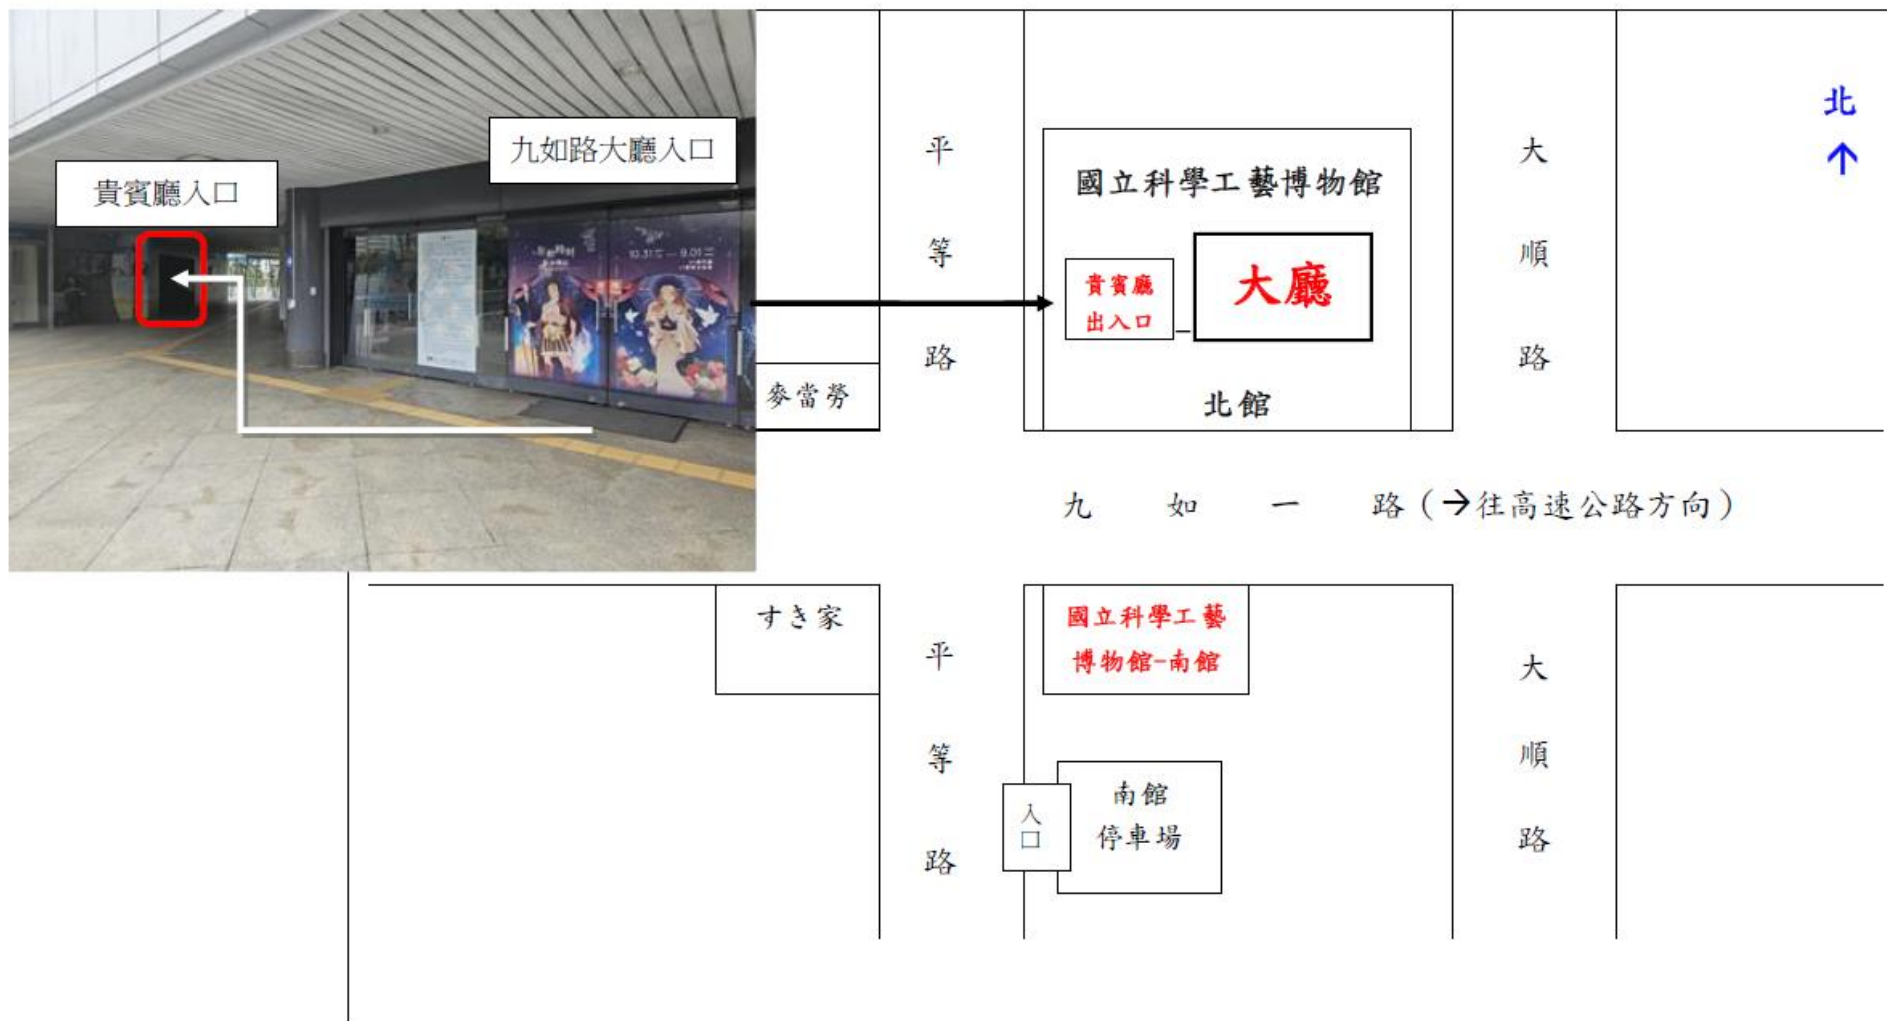 九如路大廳入口
貴賓廳入口
10.31 — 9.01
北
↑
平等路
大順路
國立科學工藝博物館
貴賓廳
出入口
大廳
北館
麥當勞
九如一路(→往高速公路方向)
すき家
國立科學工藝
博物館-南館
平等路
大順路
入口
南館
停車場